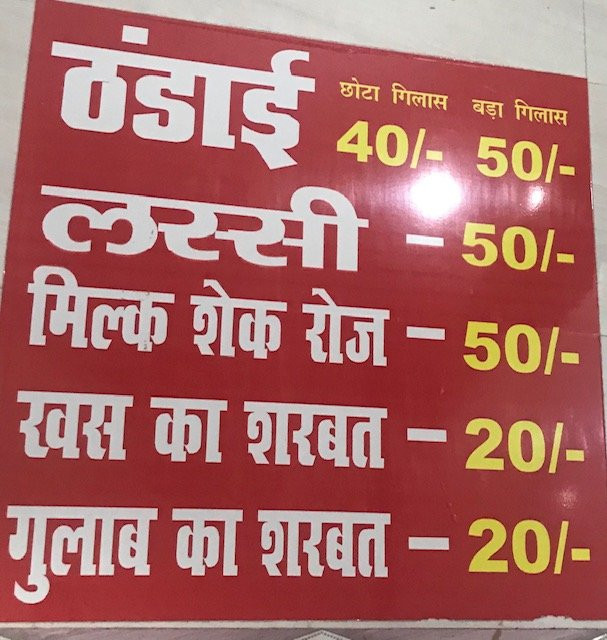 ठंडाई छोटा गिलास 40/- बड़ा गिलास 50/-
लस्सी - 50/-
मिल्क शेक रोज - 50/-
खस का शरबत - 20/-
गुलाब का शरबत - 20/-